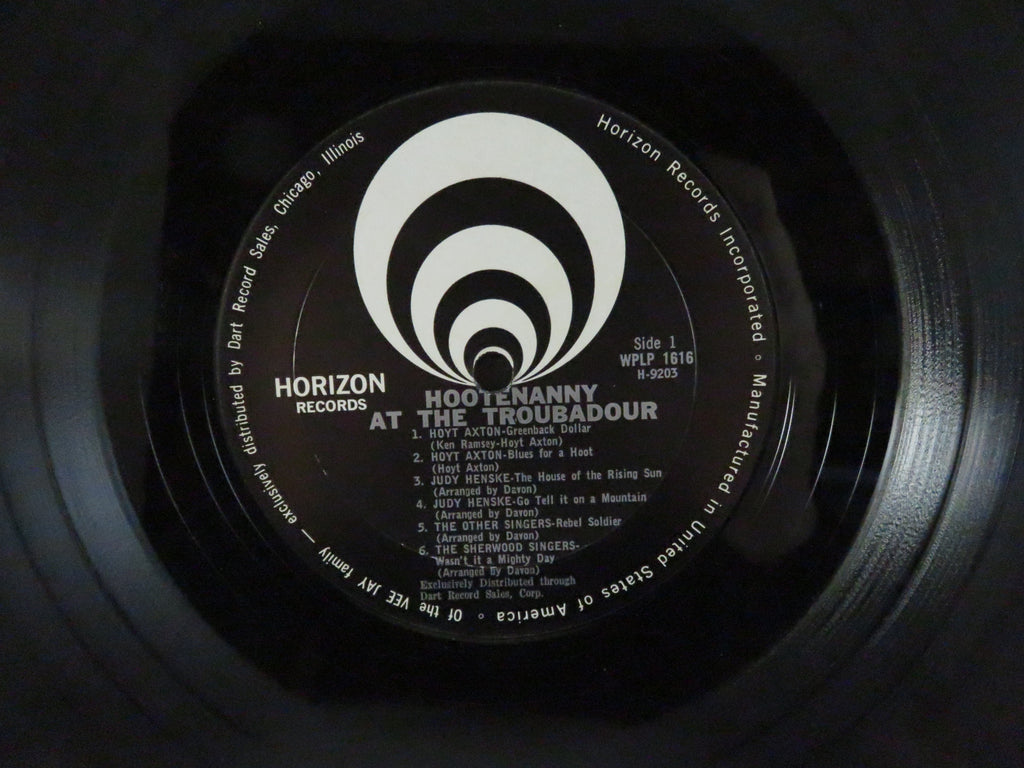 Horizon Records Incorporated ◦ Manufactured in United States of America ◦ Of the VEE JAY family — exclusively distributed by Dart Record Sales, Chicago, Illinois
Side 1
WPLP 1616
H-9203
HORIZON
RECORDS
HOOTENANNY
AT THE TROUBADOUR
1. HOYT AXTON-Greenback Dollar
(Ken Ramsey-Hoyt Axton)
2. HOYT AXTON-Blues for a Hoot
(Hoyt Axton)
3. JUDY HENSKE-The House of the Rising Sun
(Arranged by Davon)
4. JUDY HENSKE-Go Tell it on a Mountain
(Arranged by Davon)
5. THE OTHER SINGERS-Rebel Soldier
(Arranged by Davon)
6. THE SHERWOOD SINGERS-
Wasn't it a Mighty Day
(Arranged By Davon)
Exclusively Distributed through
Dart Record Sales, Corp.